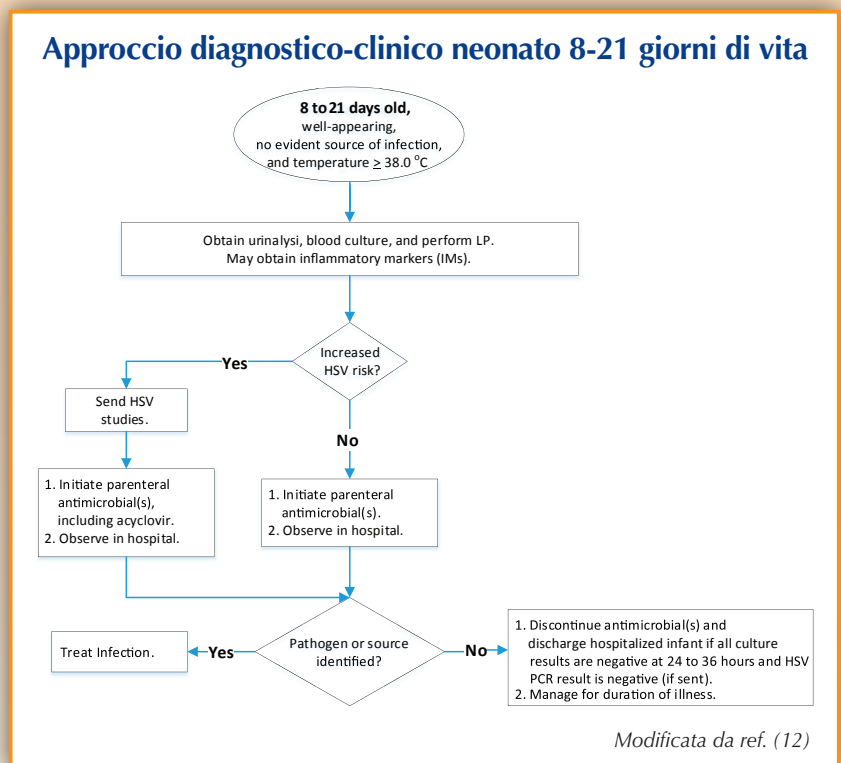 Approccio diagnostico-clinico neonato 8-21 giorni di vita
8 to 21 days old,
well-appearing,
no evident source of infection,
and temperature ≥ 38.0 °C
Obtain urinalysi, blood culture, and perform LP.
May obtain inflammatory markers (IMs).
Increased
HSV risk?
Yes
Send HSV
studies.
No
1. Initiate parenteral
antimicrobial(s),
including acyclovir.
2. Observe in hospital.
1. Initiate parenteral
antimicrobial(s).
2. Observe in hospital.
Pathogen or source
identified?
Yes
Treat Infection.
No
1. Discontinue antimicrobial(s) and
discharge hospitalized infant if all culture
results are negative at 24 to 36 hours and HSV
PCR result is negative (if sent).
2. Manage for duration of illness.
Modificata da ref. (12)